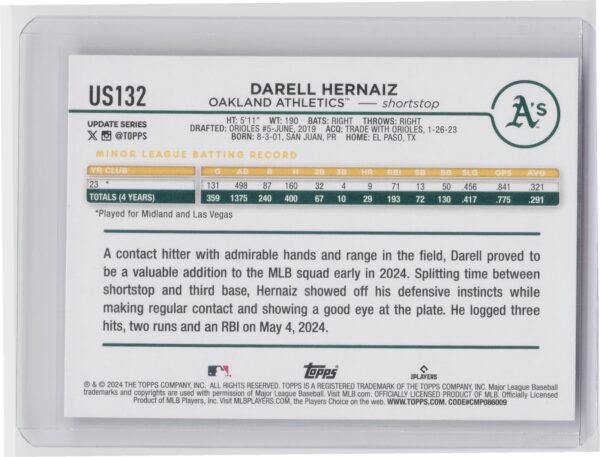 US132
DARELL HERNAIZ
OAKLAND ATHLETICS™ — shortstop
A's
UPDATE SERIES
@TOPPS
HT: 5'11" WT: 190 BATS: RIGHT THROWS: RIGHT
DRAFTED: ORIOLES #5-JUNE, 2019 ACQ: TRADE WITH ORIOLES, 1-26-23
BORN: 8-3-01, SAN JUAN, PR HOME: EL PASO, TX
MINOR LEAGUE BATTING RECORD
YR CLUB G AB R H 2B 3B HR RBI SB BB SLG OPS AVG
23 * 131 498 87 160 32 4 9 71 13 50 .456 .841 .321
TOTALS (4 YEARS) 359 1375 240 400 67 10 29 193 72 130 .417 .775 .291
*Played for Midland and Las Vegas
A contact hitter with admirable hands and range in the field, Darell proved to
be a valuable addition to the MLB squad early in 2024. Splitting time between
shortstop and third base, Hernaiz showed off his defensive instincts while
making regular contact and showing a good eye at the plate. He logged three
hits, two runs and an RBI on May 4, 2024.
Topps
PLAYERS
® & © 2024 THE TOPPS COMPANY, INC. ALL RIGHTS RESERVED. TOPPS IS A REGISTERED TRADEMARK OF THE TOPPS COMPANY, INC. Major League Baseball
trademarks and copyrights are used with permission of Major League Baseball. Visit MLB.com. OFFICIALLY LICENSED PRODUCT OF MLB. Officially Licensed
Product of MLB Players, Inc. Visit MLBPLAYERS.COM, the Players Choice on the web. WWW.TOPPS.COM. CODE#CMP086009